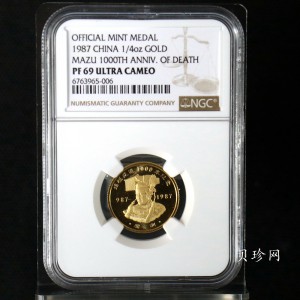 OFFICIAL MINT MEDAL
1987 CHINA 1/4oz GOLD
MAZU 1000TH ANNIV. OF DEATH
PF 69 ULTRA CAMEO
6763965-006
NUMISMATIC GUARANTY COMPANY
NGC
987 1987
贝珍网